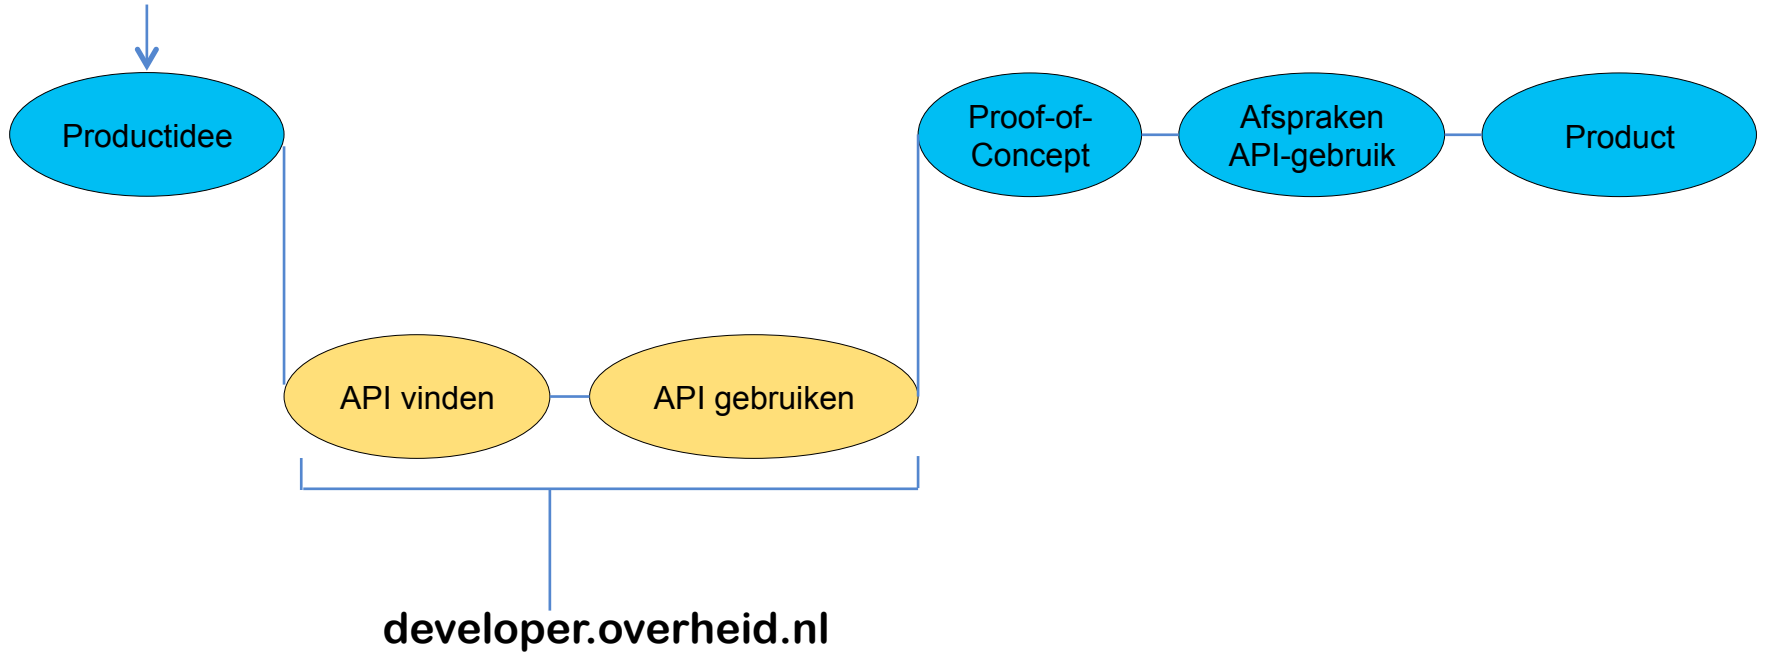 Productidee
Proof-of-
Concept
Afspraken
API-gebruik
Product
API vinden
API gebruiken
developer.overheid.nl